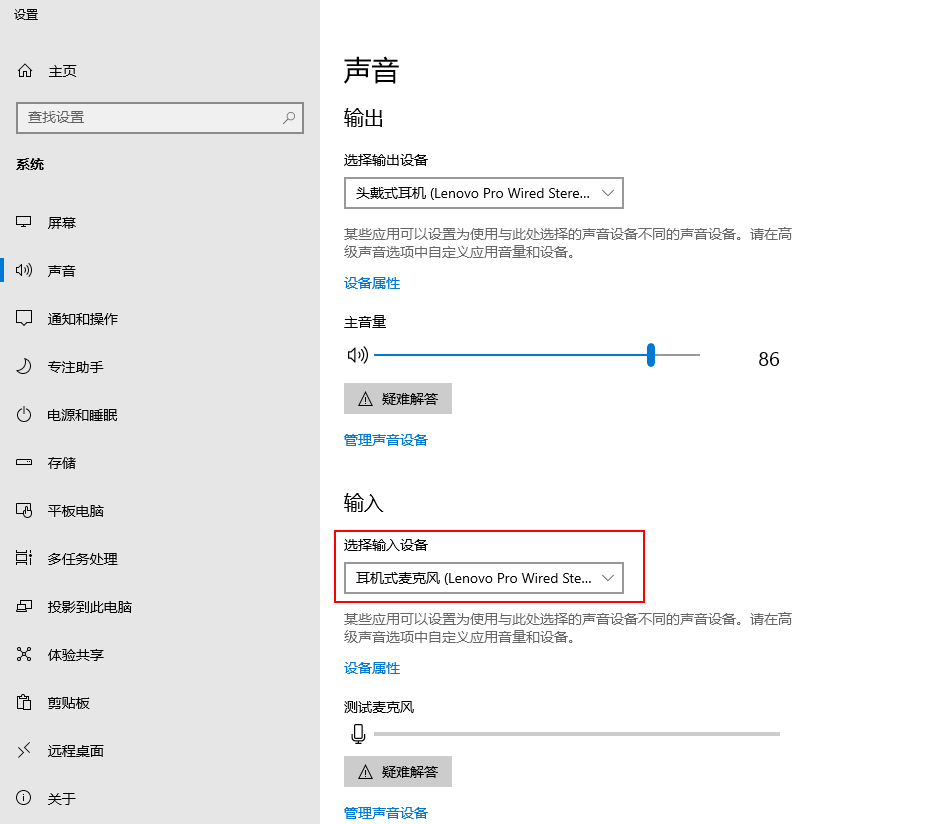 设置
主页
查找设置
系统
屏幕
声音
通知和操作
专注助手
电源和睡眠
存储
平板电脑
多任务处理
投影到此电脑
体验共享
剪贴板
远程桌面
关于
声音
输出
选择输出设备
头戴式耳机 (Lenovo Pro Wired Stere...
某些应用可以设置为使用与此处选择的声音设备不同的声音设备。请在高
级声音选项中自定义应用音量和设备。
设备属性
主音量
86
疑难解答
管理声音设备
输入
选择输入设备
耳机式麦克风 (Lenovo Pro Wired Ste...
某些应用可以设置为使用与此处选择的声音设备不同的声音设备。请在高
级声音选项中自定义应用音量和设备。
设备属性
测试麦克风
疑难解答
管理声音设备